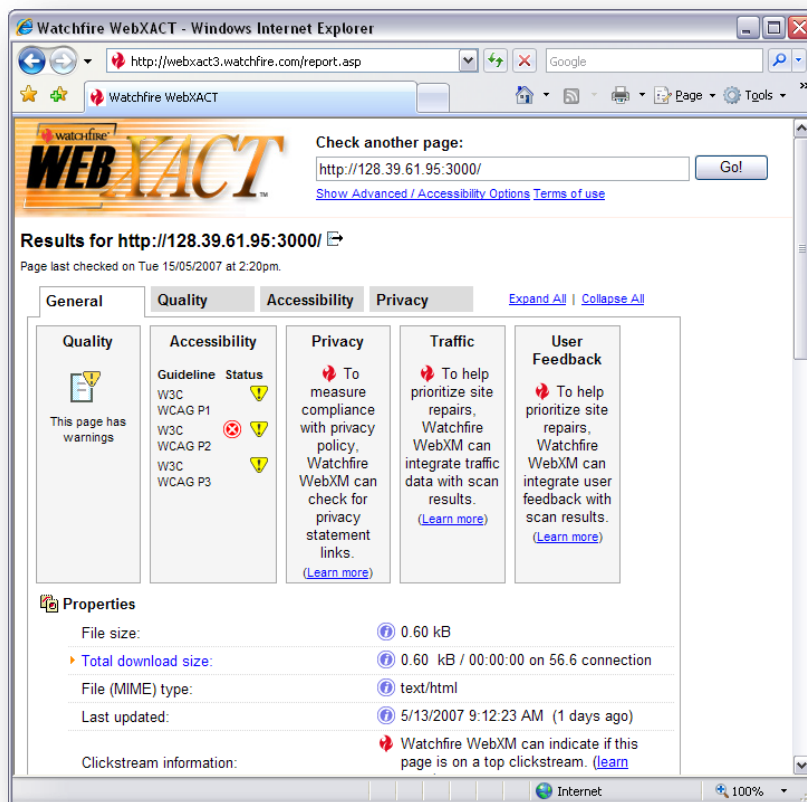 Watchfire WebXACT - Windows Internet Explorer
http://webxact3.watchfire.com/report.asp
Google
Watchfire WebXACT
Page
Tools
»
watchfire
WEBXACT™
Check another page:
http://128.39.61.95:3000/
Go!
Show Advanced / Accessibility Options Terms of use
Results for http://128.39.61.95:3000/
Page last checked on Tue 15/05/2007 at 2:20pm.
General
Quality
Accessibility
Privacy
Expand All | Collapse All
Quality
This page has
warnings
Accessibility
Guideline Status
W3C
WCAG P1
W3C
WCAG P2
W3C
WCAG P3
Privacy
To
measure
compliance
with privacy
policy,
Watchfire
WebXM can
check for
privacy
statement
links.
(Learn more)
Traffic
To help
prioritize site
repairs,
Watchfire
WebXM can
integrate traffic
data with scan
results.
(Learn more)
User
Feedback
To help
prioritize site
repairs,
Watchfire
WebXM can
integrate user
feedback with
scan results.
(Learn more)
Properties
File size: 0.60 kB
Total download size: 0.60 kB / 00:00:00 on 56.6 connection
File (MIME) type: text/html
Last updated: 5/13/2007 9:12:23 AM (1 days ago)
Clickstream information: Watchfire WebXM can indicate if this
page is on a top clickstream. (learn
Internet
100%